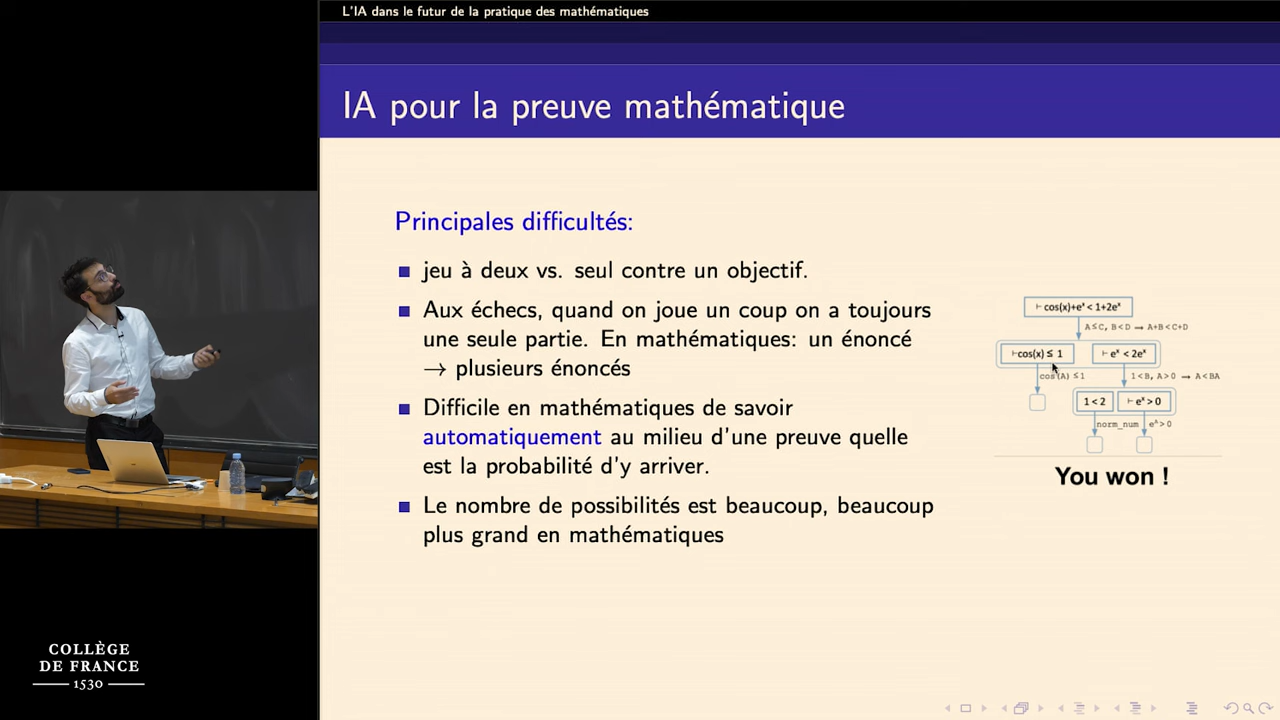 L'IA dans le futur de la pratique des mathématiques
IA pour la preuve mathématique
Principales difficultés:
jeu à deux vs. seul contre un objectif.
Aux échecs, quand on joue un coup on a toujours
une seule partie. En mathématiques: un énoncé
→ plusieurs énoncés
Difficile en mathématiques de savoir
automatiquement au milieu d'une preuve quelle
est la probabilité d'y arriver.
Le nombre de possibilités est beaucoup, beaucoup
plus grand en mathématiques
⊢ cos(x)+eˣ < 1+2eˣ
A≤C, B<D → A+B<C+D
⊢cos(x) ≤ 1
⊢ eˣ < 2eˣ
cos(A) ≤1
1<B, A>0 → A<BA
1 < 2
⊢ eˣ > 0
norm_num
eᴬ>0
You won !
COLLÈGE
DE FRANCE
1530